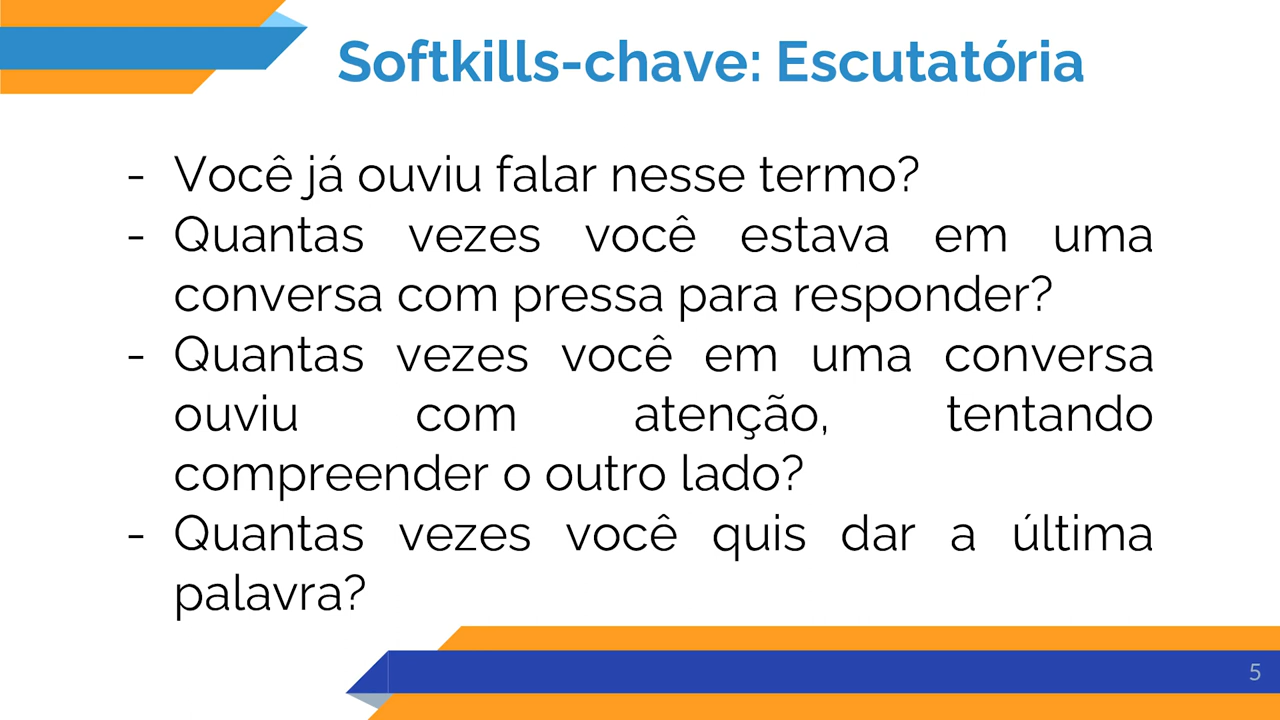 Softkills-chave: Escutatória
- Você já ouviu falar nesse termo?
- Quantas vezes você estava em uma
conversa com pressa para responder?
- Quantas vezes você em uma conversa
ouviu com atenção, tentando
compreender o outro lado?
- Quantas vezes você quis dar a última
palavra?
5